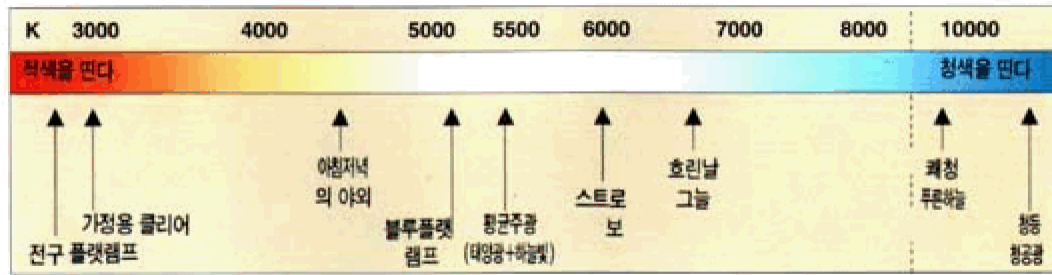 K 3000 4000 5000 5500 6000 7000 8000 10000
적색을 띤다 청색을 띤다
전구
가정용 클리어
플랫램프
아침저녁
의 야외
블루플랫
램프
평균주광
(태양광+하늘빛)
스트로
보
흐린날
그늘
쾌청
푸른하늘
청공광